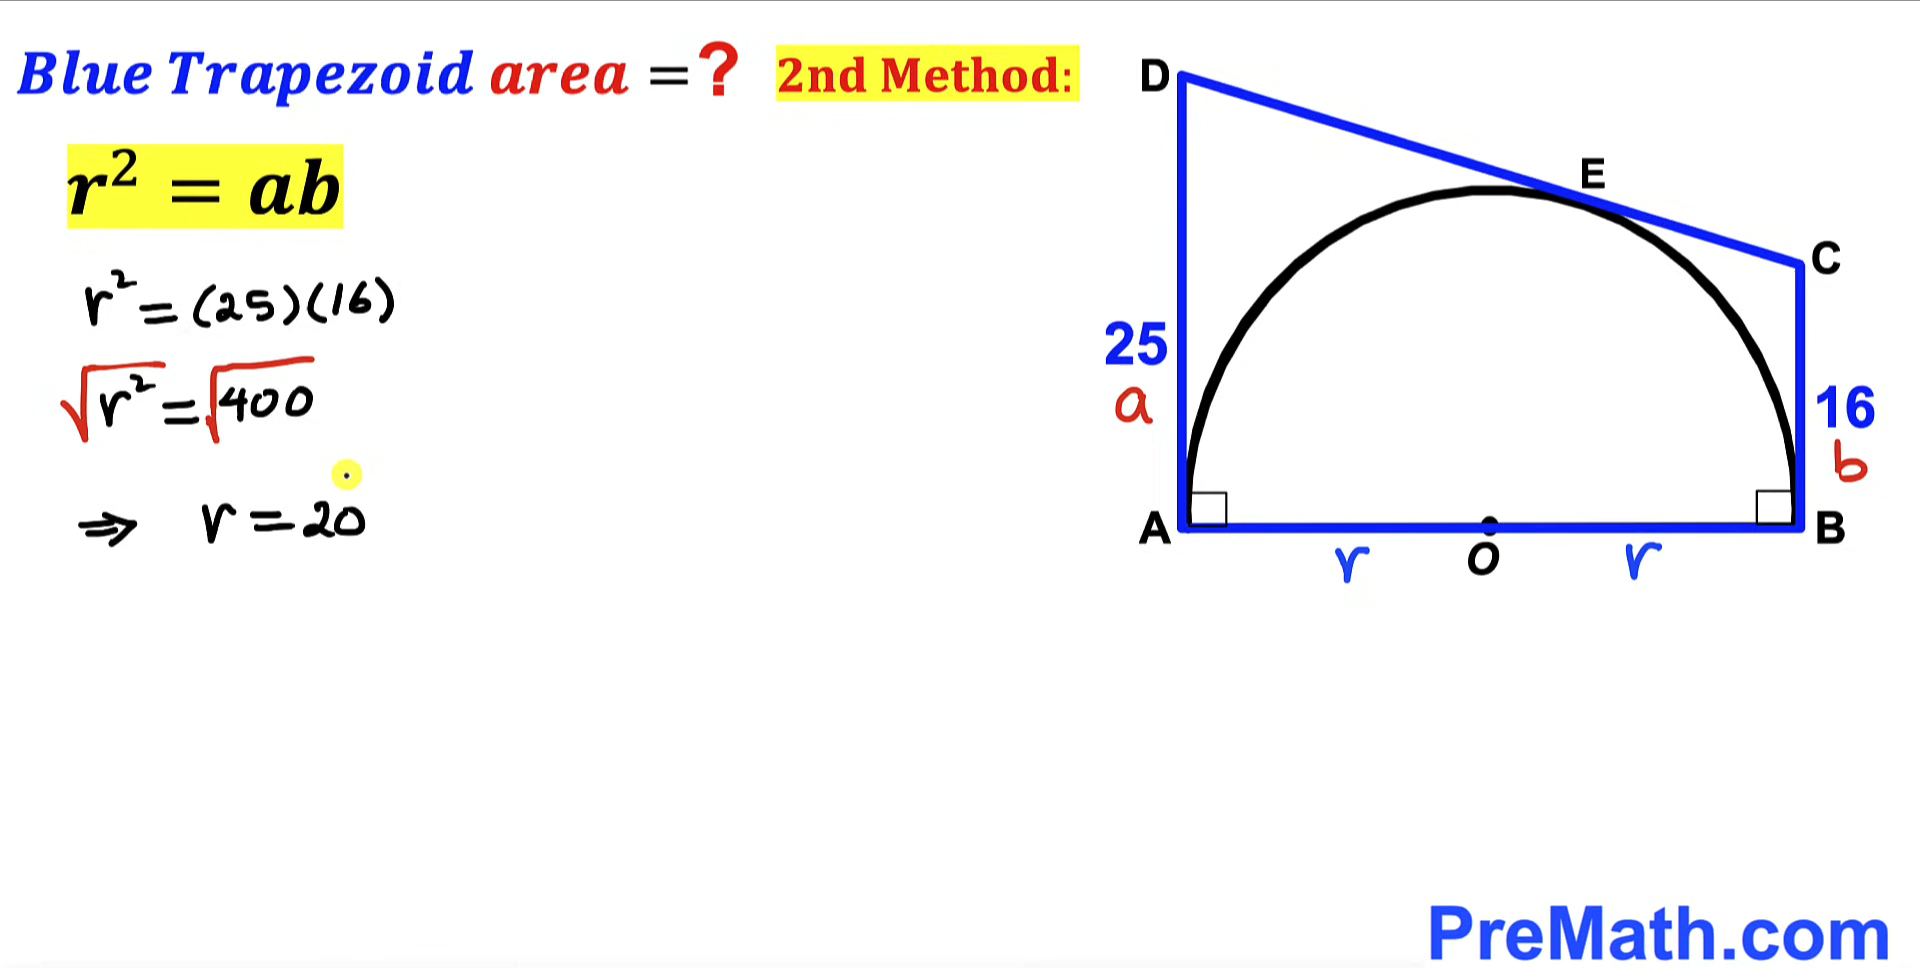 Blue Trapezoid area = ? 2nd Method:
r² = ab
r² = (25)(16)
√r² = √400
⇒ r = 20
D
E
C
25
a
16
b
A
B
r
O
r
PreMath.com